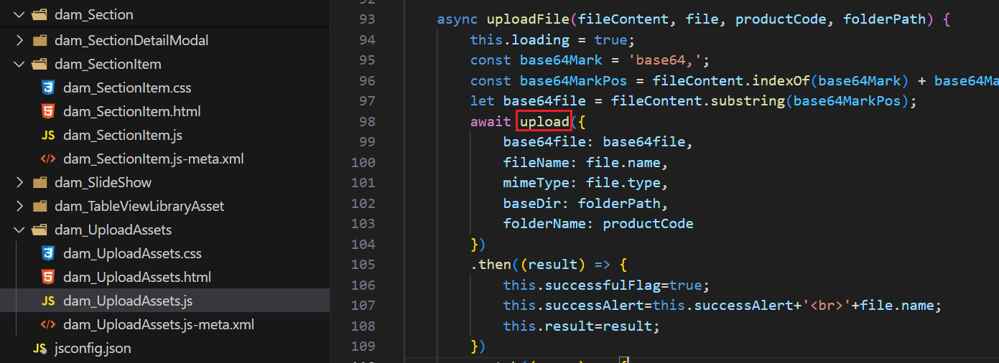 dam_Section
dam_SectionDetailModal
dam_SectionItem
dam_SectionItem.css
dam_SectionItem.html
JS dam_SectionItem.js
dam_SectionItem.js-meta.xml
dam_SlideShow
dam_TableViewLibraryAsset
dam_UploadAssets
dam_UploadAssets.css
dam_UploadAssets.html
JS dam_UploadAssets.js
dam_UploadAssets.js-meta.xml
JS jsconfig.json
93 async uploadFile(fileContent, file, productCode, folderPath) {
94 this.loading = true;
95 const base64Mark = 'base64,';
96 const base64MarkPos = fileContent.indexOf(base64Mark) + base64Ma
97 let base64file = fileContent.substring(base64MarkPos);
98 await upload({
99 base64file: base64file,
100 fileName: file.name,
101 mimeType: file.type,
102 baseDir: folderPath,
103 folderName: productCode
104 })
105 .then((result) => {
106 this.successfulFlag=true;
107 this.successAlert=this.successAlert+'<br>'+file.name;
108 this.result=result;
109 })